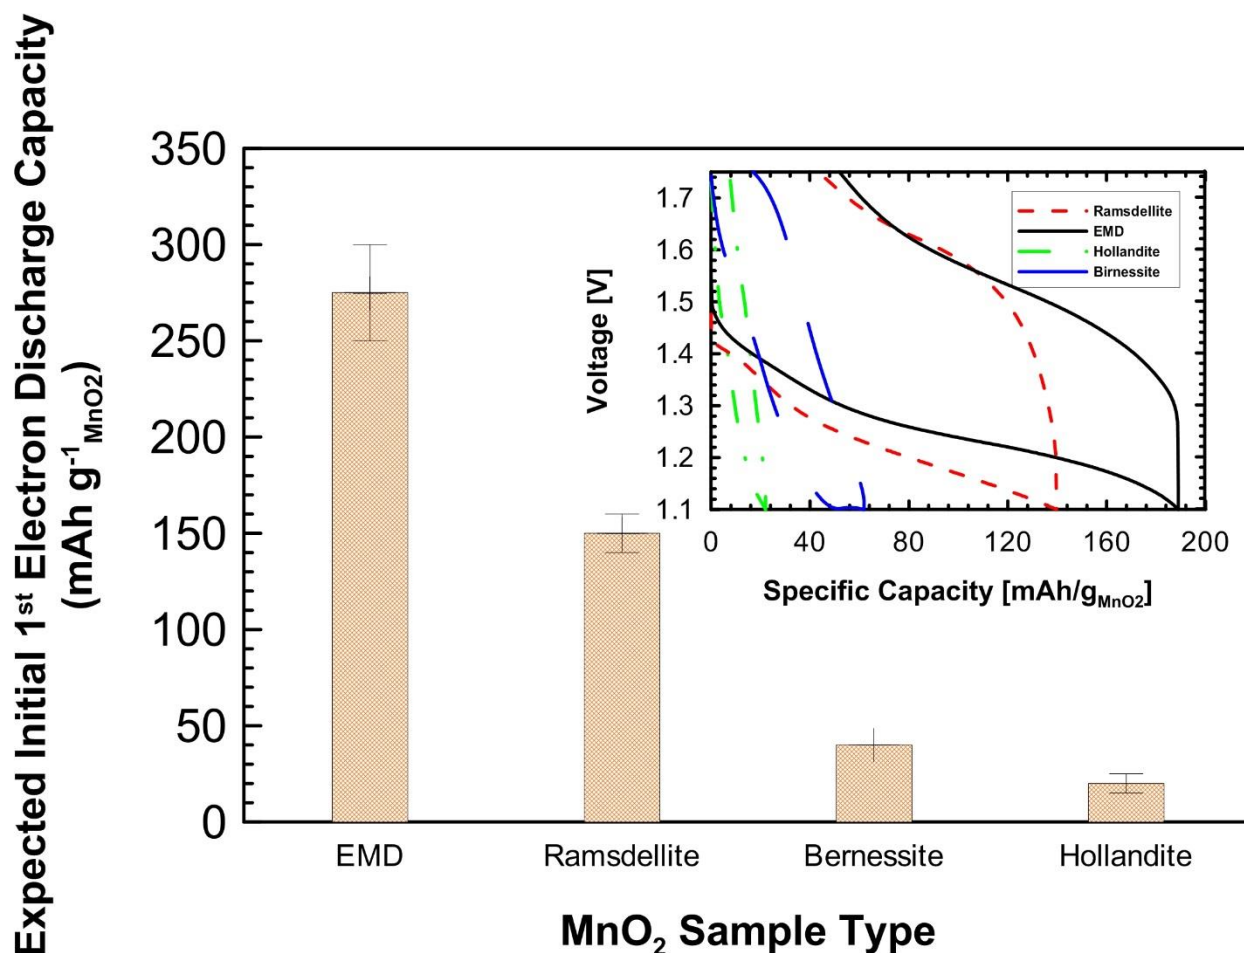 Expected Initial 1st Electron Discharge Capacity
(mAh g-1MnO2)
350
300
250
200
150
100
50
0
EMD
Ramsdellite
Bernessite
Hollandite
MnO2 Sample Type
Voltage [V]
1.7
1.6
1.5
1.4
1.3
1.2
1.1
0
40
80
120
160
200
Specific Capacity [mAh/gMnO2]
Ramsdellite
EMD
Hollandite
Birnessite